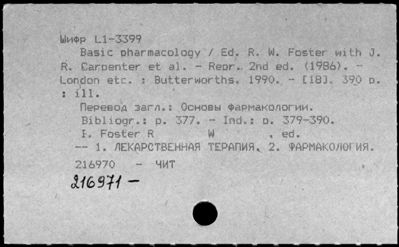 Шифр L1-3399
Basic pharmacology / Ed. R. W. Foster with J.
R. Carpenter et al. - Repr. 2nd ed. (1986). -
London etc. : Butterworths, 1990. - [18], 390 p.
: ill.
Перевод загл.: Основы фармакологии.
Bibliogr.: p. 377. - Ind.: p. 379-390.
I. Foster R W , ed.
-- 1. ЛЕКАРСТВЕННАЯ ТЕРАПИЯ. 2. ФАРМАКОЛОГИЯ.
216970 - ЧИТ
216971 -